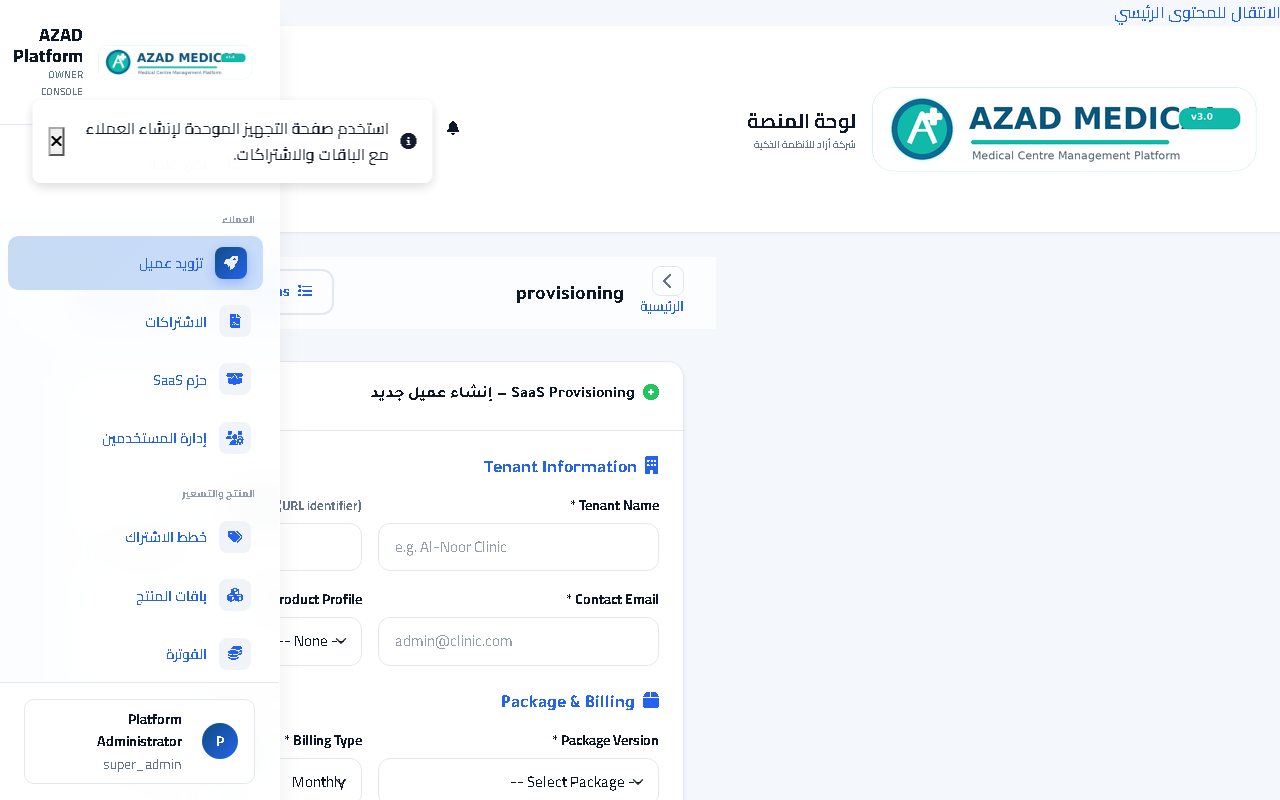 الانتقال للمحتوى الرئيسي
AZAD MEDIC
v3.0
Medical Centre Management Platform
لوحة المنصة
شركة أزاد للأنظمة الذكية
AZAD
Platform
OWNER
CONSOLE
AZAD MEDIC
v3.0
Medical Centre Management Platform
استخدم صفحة التجهيز الموحدة لإنشاء العملاء
مع الباقات والاشتراكات.
العملاء
تزويد عميل
الاشتراكات
حزم SaaS
إدارة المستخدمين
المنتج والتسعير
خطط الاشتراك
باقات المنتج
الفوترة
Platform
Administrator
super_admin
P
الرئيسية
provisioning
SaaS Provisioning – إنشاء عميل جديد
Tenant Information
Tenant Name *
(URL identifier)
e.g. Al-Noor Clinic
Contact Email *
Product Profile
admin@clinic.com
-- None --
Package & Billing
Package Version *
Billing Type *
-- Select Package --
Monthly